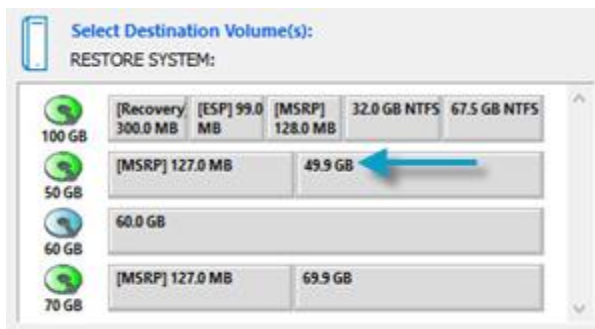 Select Destination Volume(s):
RESTORE SYSTEM:
[Recovery [ESP] 99.0 [MSRP] 32.0 GB NTFS 67.5 GB NTFS
300.0 MB MB 128.0 MB
100 GB
[MSRP] 127.0 MB 49.9 GB
50 GB
60.0 GB
60 GB
[MSRP] 127.0 MB 69.9 GB
70 GB